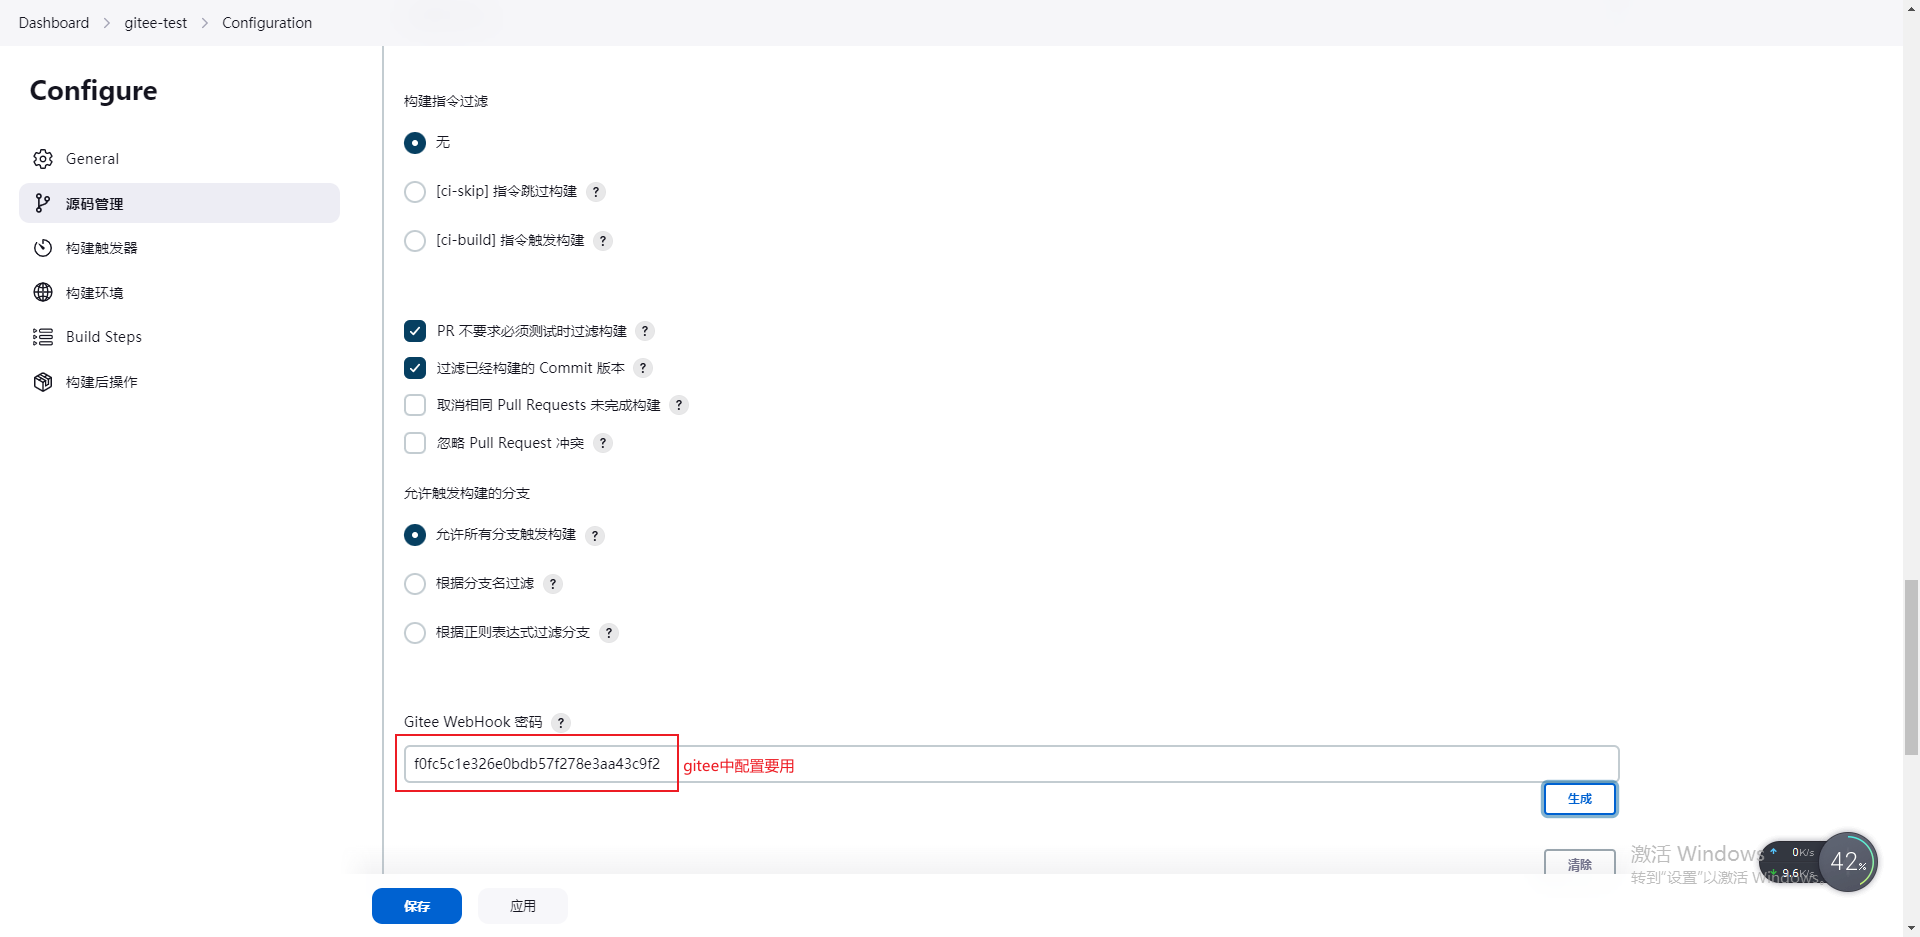 Dashboard > gitee-test > Configuration
Configure
General
源码管理
构建触发器
构建环境
Build Steps
构建后操作
构建指令过滤
无
[ci-skip] 指令跳过构建 ?
[ci-build] 指令触发构建 ?
PR 不要求必须测试时过滤构建 ?
过滤已经构建的 Commit 版本 ?
取消相同 Pull Requests 未完成构建 ?
忽略 Pull Request 冲突 ?
允许触发构建的分支
允许所有分支触发构建 ?
根据分支名过滤 ?
根据正则表达式过滤分支 ?
Gitee WebHook 密码 ?
f0fc5c1e326e0bdb57f278e3aa43c9f2 gitee中配置要用
生成
清除
保存
应用
激活 Windows
转到"设置"以激活 Windows。
0K/s
9.6K/s
42%